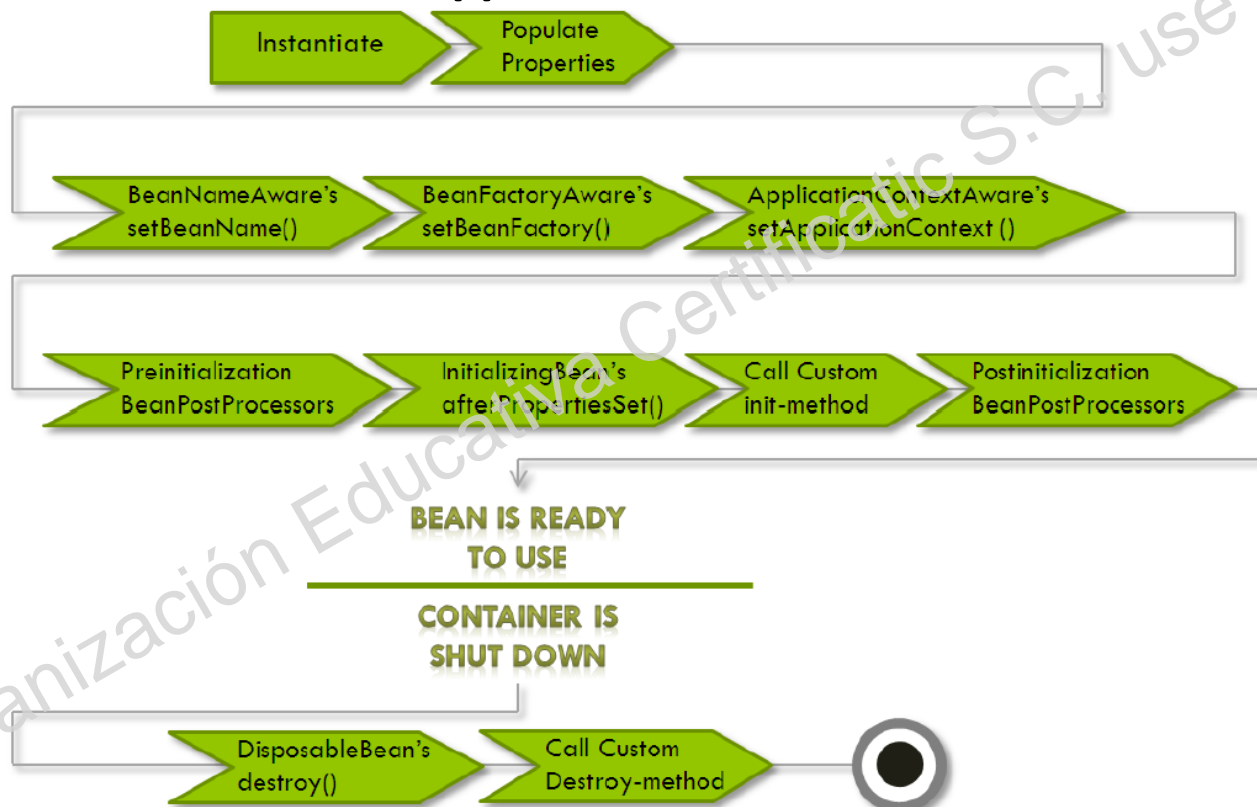 Instantiate
Populate
Properties
BeanNameAware's
setBeanName()
BeanFactoryAware's
setBeanFactory()
ApplicationContextAware's
setApplicationContext ()
Preinitialization
BeanPostProcessors
InitializingBean's
afterPropertiesSet()
Call Custom
init-method
Postinitialization
BeanPostProcessors
BEAN IS READY
TO USE
CONTAINER IS
SHUT DOWN
DisposableBean's
destroy()
Call Custom
Destroy-method
anización Educativa Certificatic S.C. use